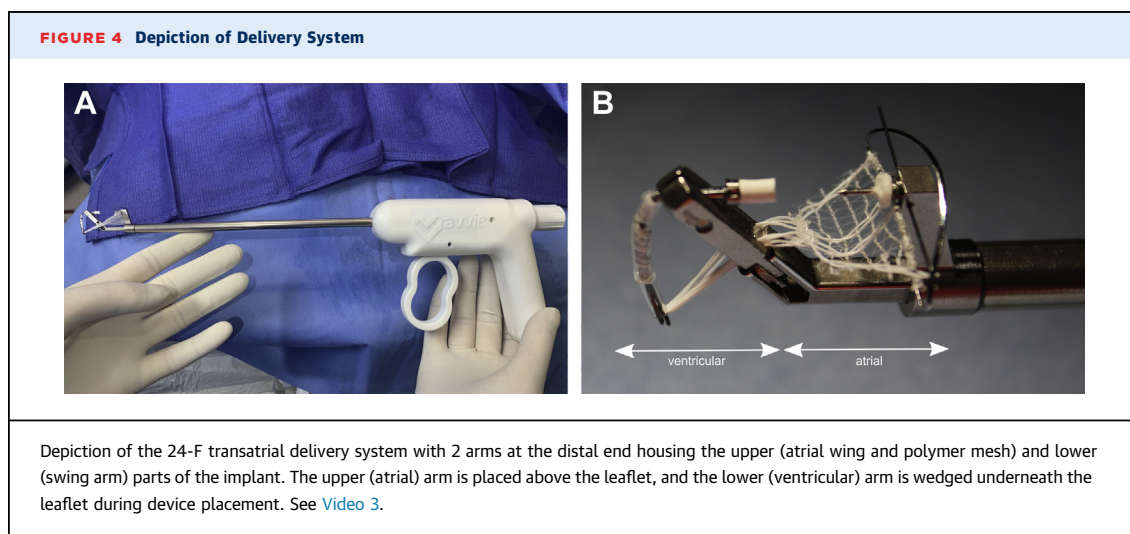 FIGURE 4 Depiction of Delivery System
A
B
avvie
ventricular
atrial
Depiction of the 24-F transatrial delivery system with 2 arms at the distal end housing the upper (atrial wing and polymer mesh) and lower
(swing arm) parts of the implant. The upper (atrial) arm is placed above the leaflet, and the lower (ventricular) arm is wedged underneath the
leaflet during device placement. See Video 3.